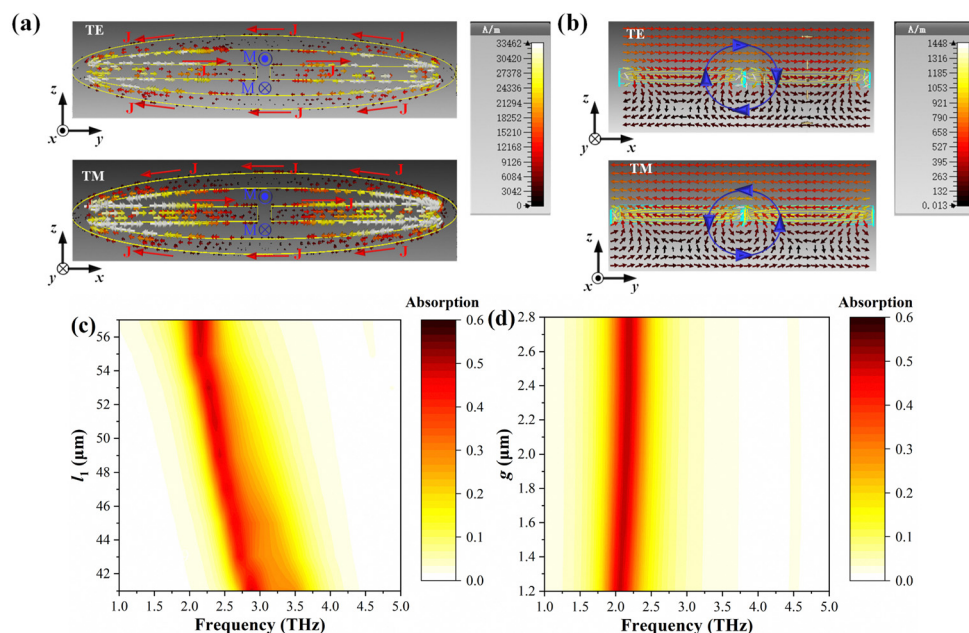 (a)
TE
J J J
M
J J
M
J J J
z
x y
A/m
33462
30420
27378
24336
21294
18252
15210
12168
9126
6084
3042
0
TM
J J
M
J
M
J J J
z
y x
(b)
TE
z
y x
A/m
1448
1316
1185
1053
922
790
658
527
395
263
132
0.013
TM
z
x y
(c)
Absorption
0.6
0.5
0.4
0.3
0.2
0.1
0.0
56
54
52
50
48
46
44
42
l1 (μm)
1.0 1.5 2.0 2.5 3.0 3.5 4.0 4.5 5.0
Frequency (THz)
(d)
Absorption
0.6
0.5
0.4
0.3
0.2
0.1
0.0
2.8
2.6
2.4
2.2
2.0
1.8
1.6
1.4
1.2
g (μm)
1.0 1.5 2.0 2.5 3.0 3.5 4.0 4.5 5.0
Frequency (THz)